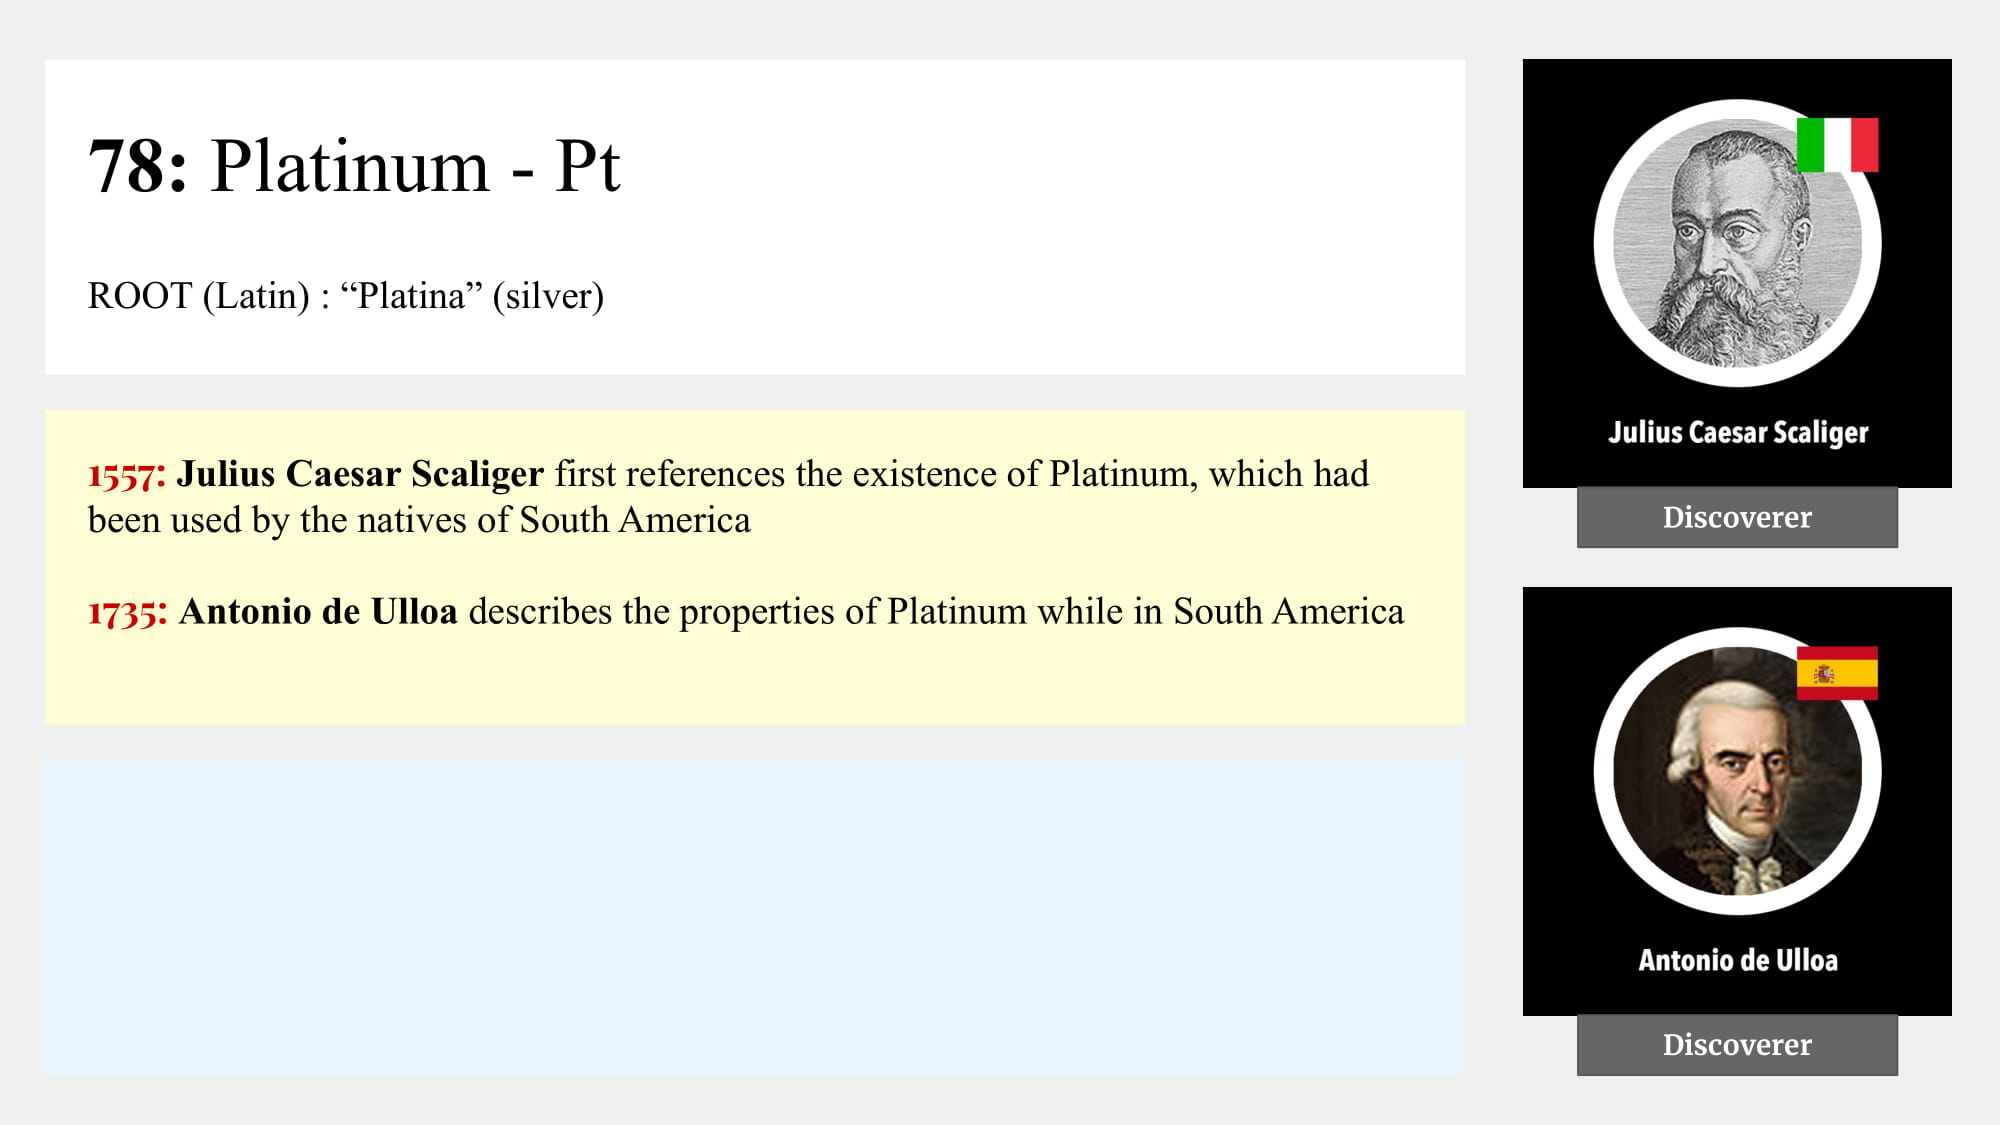 78: Platinum - Pt
ROOT (Latin) : “Platina” (silver)
1557: Julius Caesar Scaliger first references the existence of Platinum, which had
been used by the natives of South America
1735: Antonio de Ulloa describes the properties of Platinum while in South America
Julius Caesar Scaliger
Discoverer
Antonio de Ulloa
Discoverer